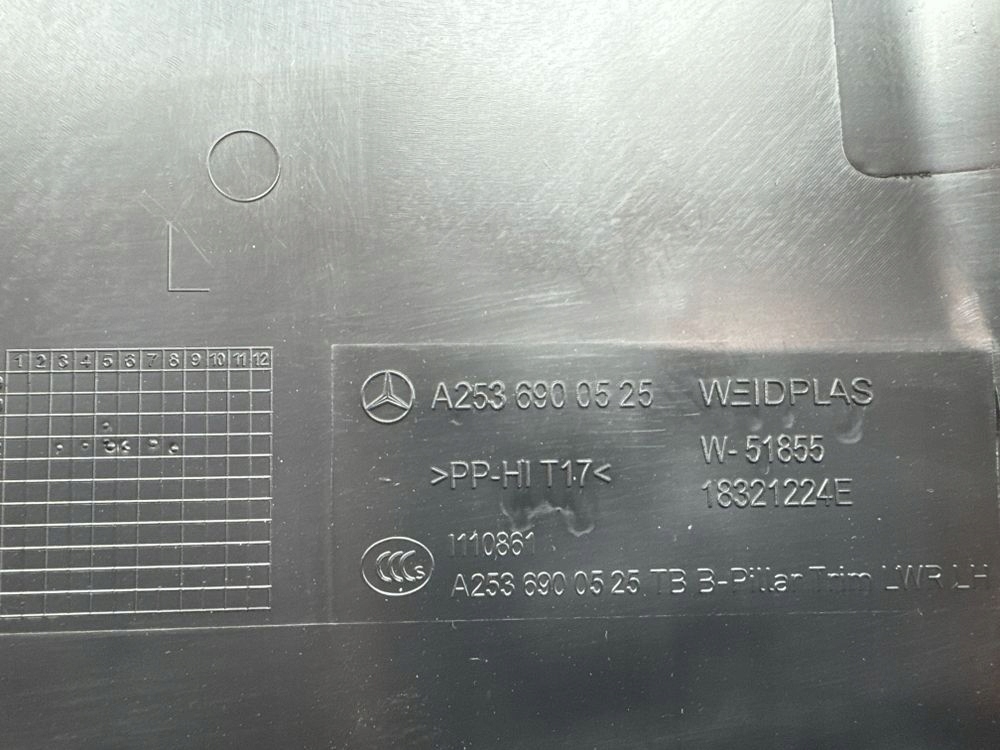 L
1 2 3 4 5 6 7 8 9 10 11 12
A253 690 05 25 WEIDPLAS
W-51855
>PP-HI T17<
18321224E
1110861
CCC S
A253 690 05 25 TB B-Pillar Trim LWR LH